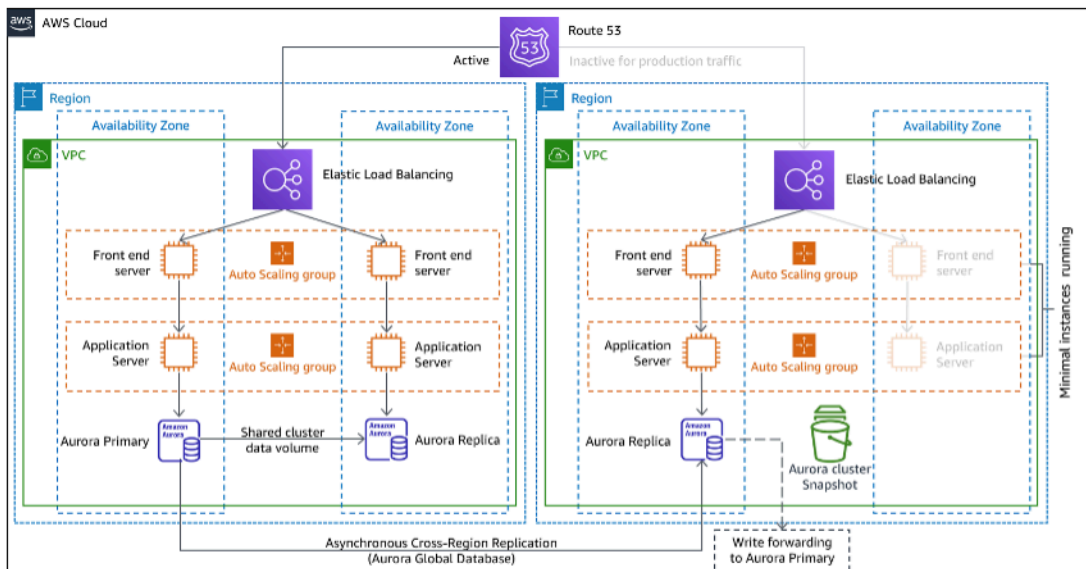 aws
AWS Cloud
53
Route 53
Active
Inactive for production traffic
Region
Availability Zone
Availability Zone
VPC
Elastic Load Balancing
Front end
server
Auto Scaling group
Front end
server
Application
Server
Auto Scaling group
Application
Server
Aurora Primary
Amazon
Aurora
Shared cluster
data volume
Amazon
Aurora
Aurora Replica
Region
Availability Zone
Availability Zone
VPC
Elastic Load Balancing
Front end
server
Auto Scaling group
Front end
server
Application
Server
Auto Scaling group
Application
Server
Minimal instances running
Aurora Replica
Amazon
Aurora
Aurora cluster
Snapshot
Asynchronous Cross-Region Replication
(Aurora Global Database)
Write forwarding
to Aurora Primary